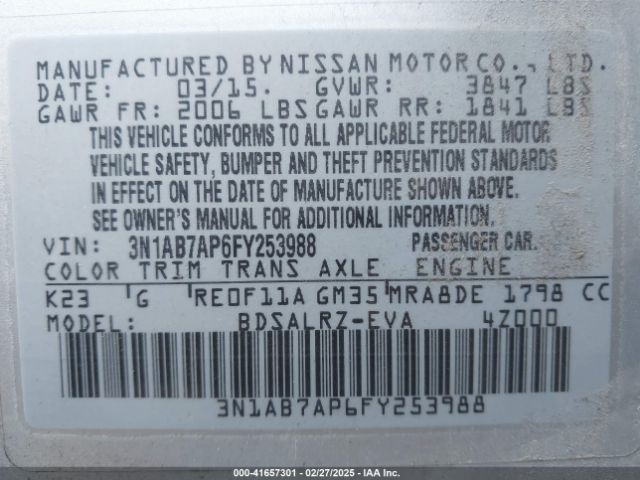 MANUFACTURED BY NISSAN MOTOR CO., LTD.
DATE: 03/15. GVWR: 3847 LBS
GAWR FR: 2006 LBS GAWR RR: 1841 LBS
THIS VEHICLE CONFORMS TO ALL APPLICABLE FEDERAL MOTOR
VEHICLE SAFETY, BUMPER AND THEFT PREVENTION STANDARDS
IN EFFECT ON THE DATE OF MANUFACTURE SHOWN ABOVE.
SEE OWNER'S MANUAL FOR ADDITIONAL INFORMATION.
VIN: 3N1AB7AP6FY253988 PASSENGER CAR.
COLOR TRIM TRANS AXLE ENGINE
K23 G RE0F11A GM35 MRA8DE 1798 CC
MODEL: BDSALRZ-EVA 4Z000
3N1AB7AP6FY253988
000-41657301 | 02/27/2025 | IAA Inc.